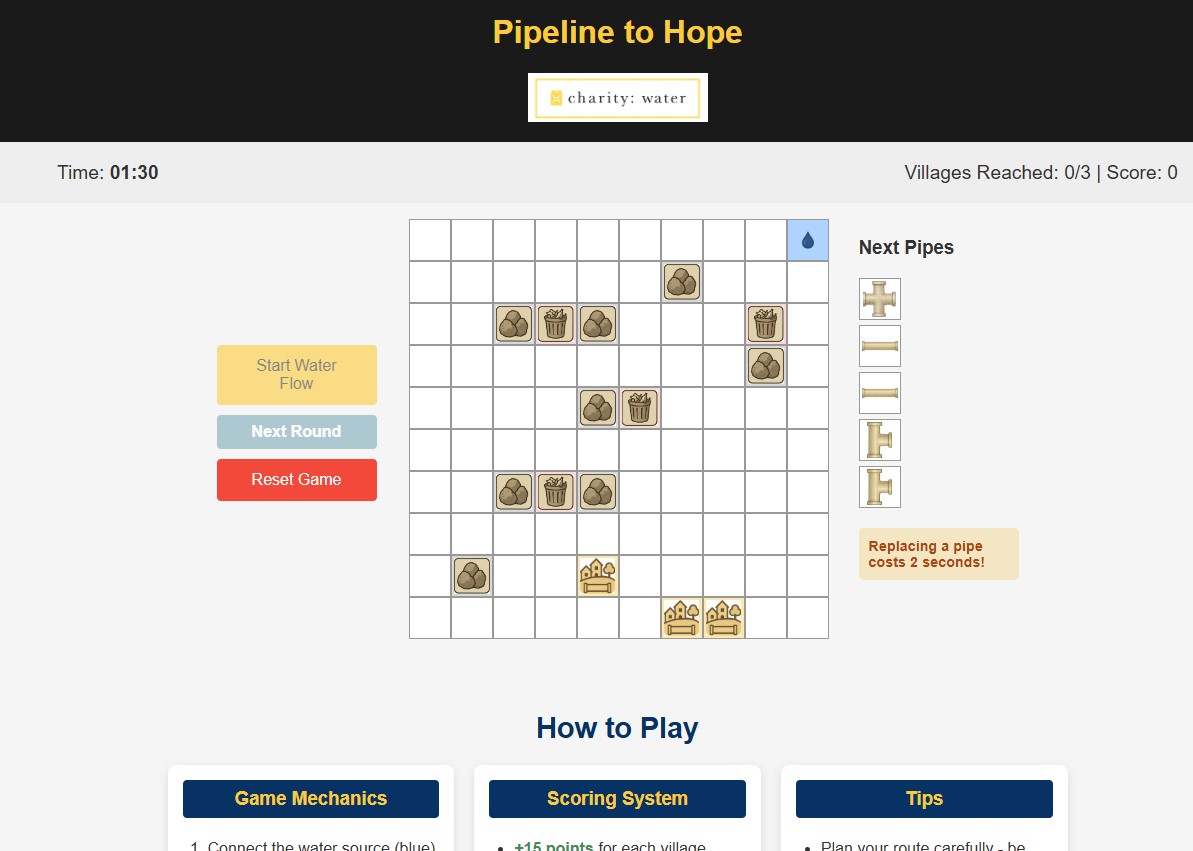 Pipeline to Hope
charity: water
Time: 01:30
Villages Reached: 0/3 | Score: 0
Next Pipes
Start Water
Flow
Next Round
Reset Game
Replacing a pipe
costs 2 seconds!
How to Play
Game Mechanics
Scoring System
Tips
1. Connect the water source (blue)
• +15 points for each village
• Plan your route carefully - be